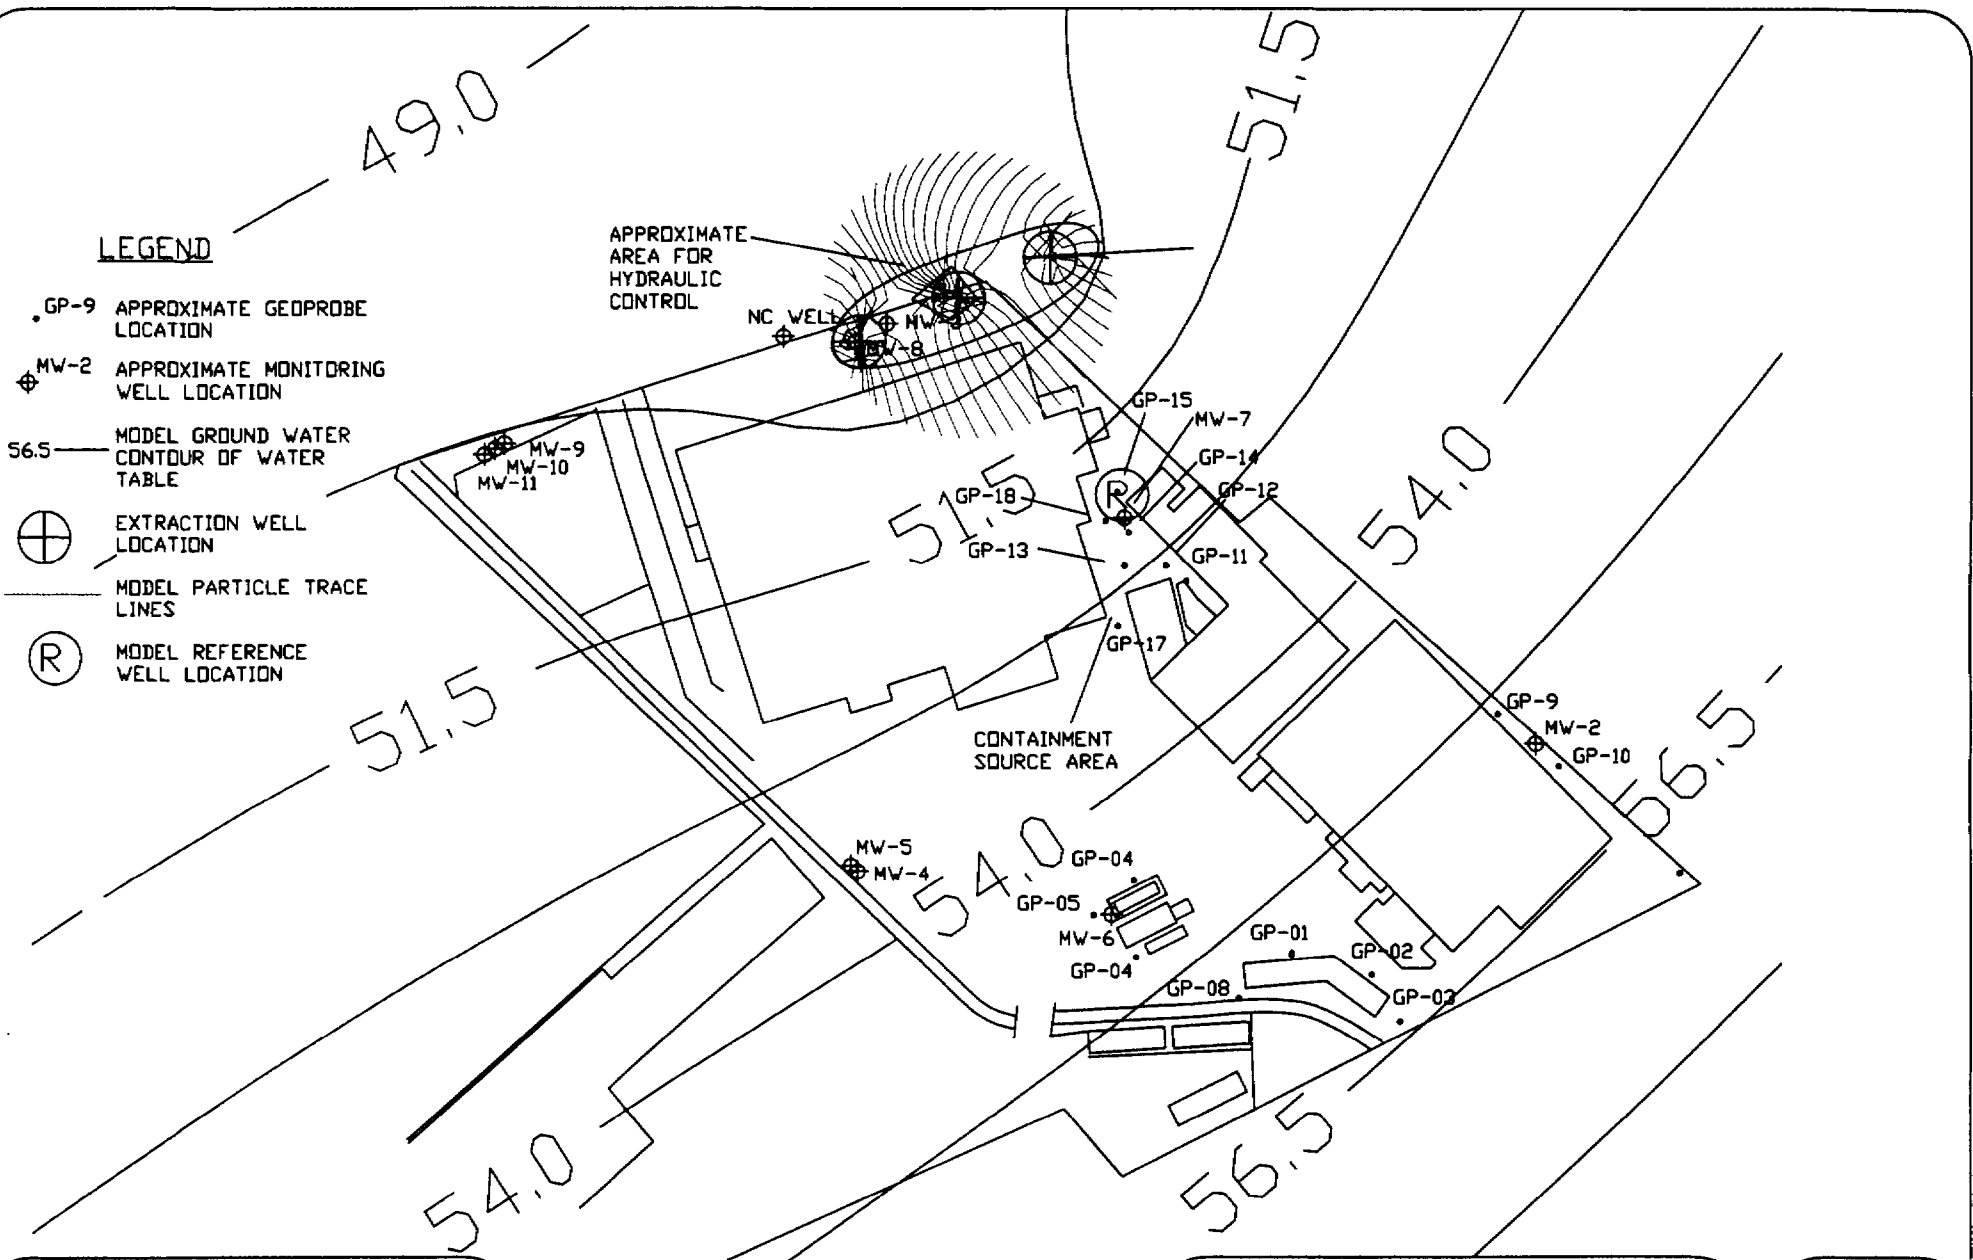 51.5
49.0
LEGEND
GP-9 APPROXIMATE GEOPROBE
LOCATION
MW-2 APPROXIMATE MONITORING
WELL LOCATION
56.5 MODEL GROUND WATER
CONTOUR OF WATER
TABLE
EXTRACTION WELL
LOCATION
MODEL PARTICLE TRACE
LINES
R MODEL REFERENCE
WELL LOCATION
APPROXIMATE
AREA FOR
HYDRAULIC
CONTROL
NC WELL
MW-8
MW-9
MW-10
MW-11
GP-15
MW-7
GP-14
GP-12
GP-18
R
51.5
GP-13
GP-11
GP-17
54.0
51.5
CONTAINMENT
SOURCE AREA
GP-9
MW-2
GP-10
56.5
MW-5
MW-4
54.0
GP-04
GP-05
MW-6
GP-04
GP-01
GP-02
GP-08
GP-03
54.0
56.5